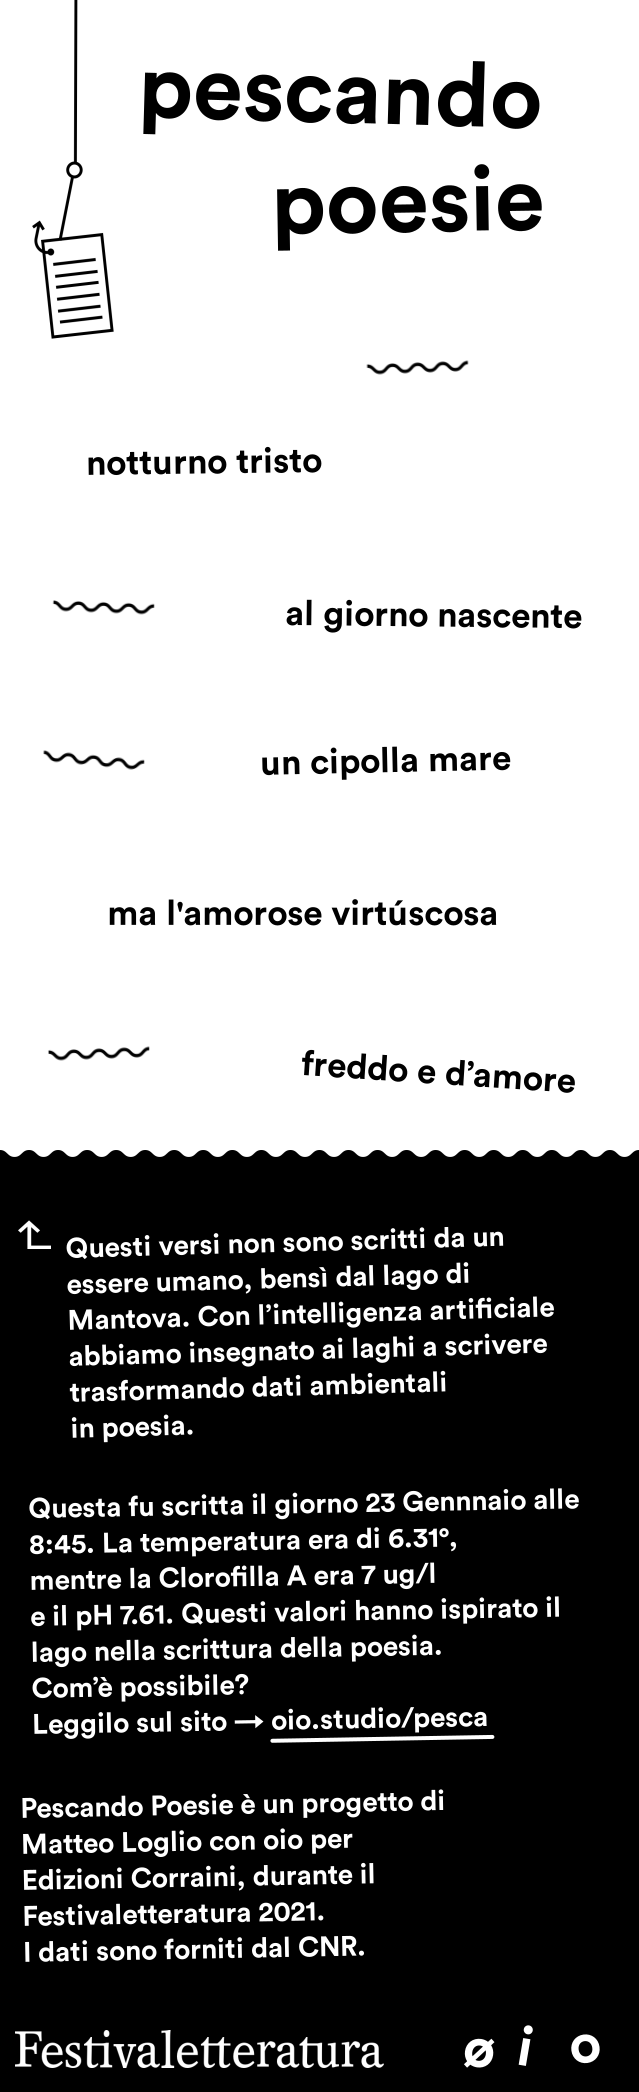 pescando
poesie
notturno tristo
al giorno nascente
un cipolla mare
ma l'amorose virtúscosa
freddo e d’amore
Questi versi non sono scritti da un
essere umano, bensì dal lago di
Mantova. Con l’intelligenza artificiale
abbiamo insegnato ai laghi a scrivere
trasformando dati ambientali
in poesia.
Questa fu scritta il giorno 23 Gennnaio alle
8:45. La temperatura era di 6.31°,
mentre la Clorofilla A era 7 ug/l
e il pH 7.61. Questi valori hanno ispirato il
lago nella scrittura della poesia.
Com’è possibile?
Leggilo sul sito → oio.studio/pesca
Pescando Poesie è un progetto di
Matteo Loglio con oio per
Edizioni Corraini, durante il
Festivaletteratura 2021.
I dati sono forniti dal CNR.
Festivaletteratura ø i o